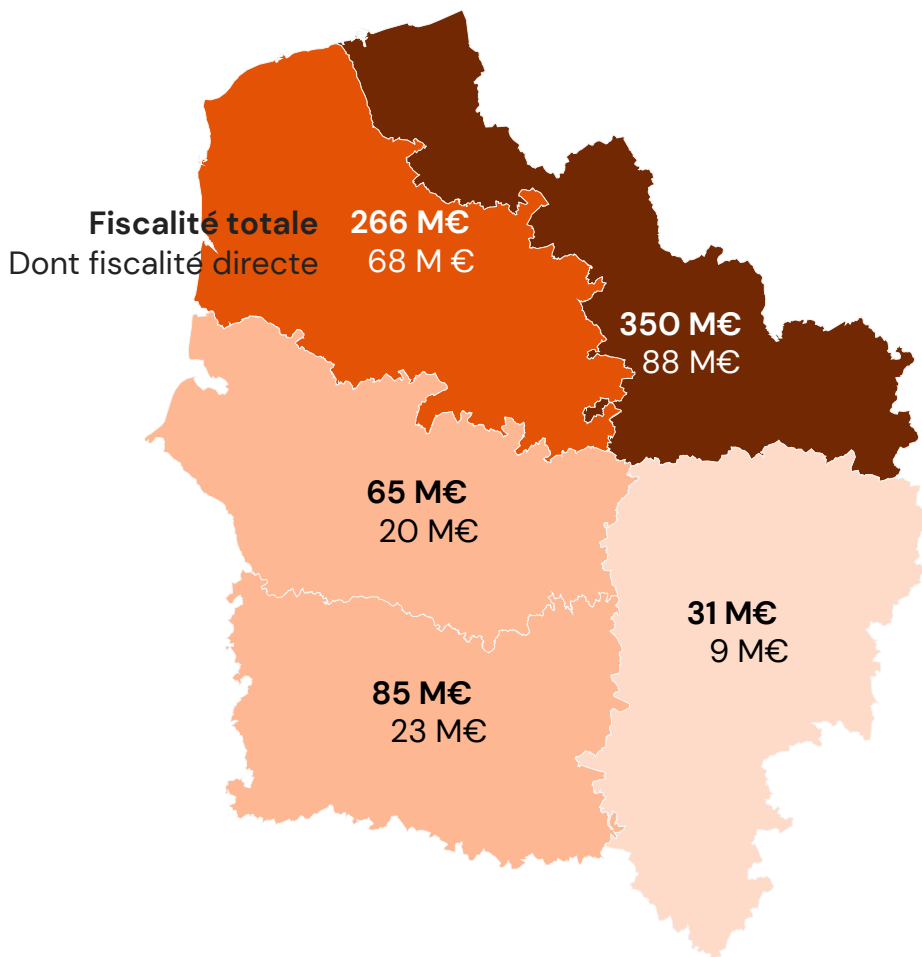 Fiscalité totale 266 M€
Dont fiscalité directe 68 M €
350 M€
88 M€
65 M€
20 M€
31 M€
9 M€
85 M€
23 M€